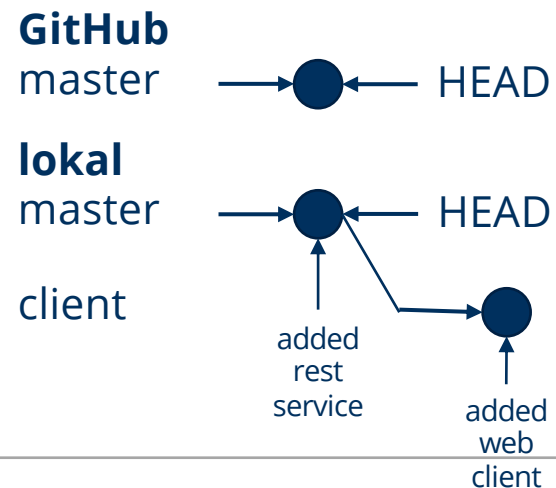 GitHub
master
HEAD
lokal
master
HEAD
client
added
rest
service
added
web
client